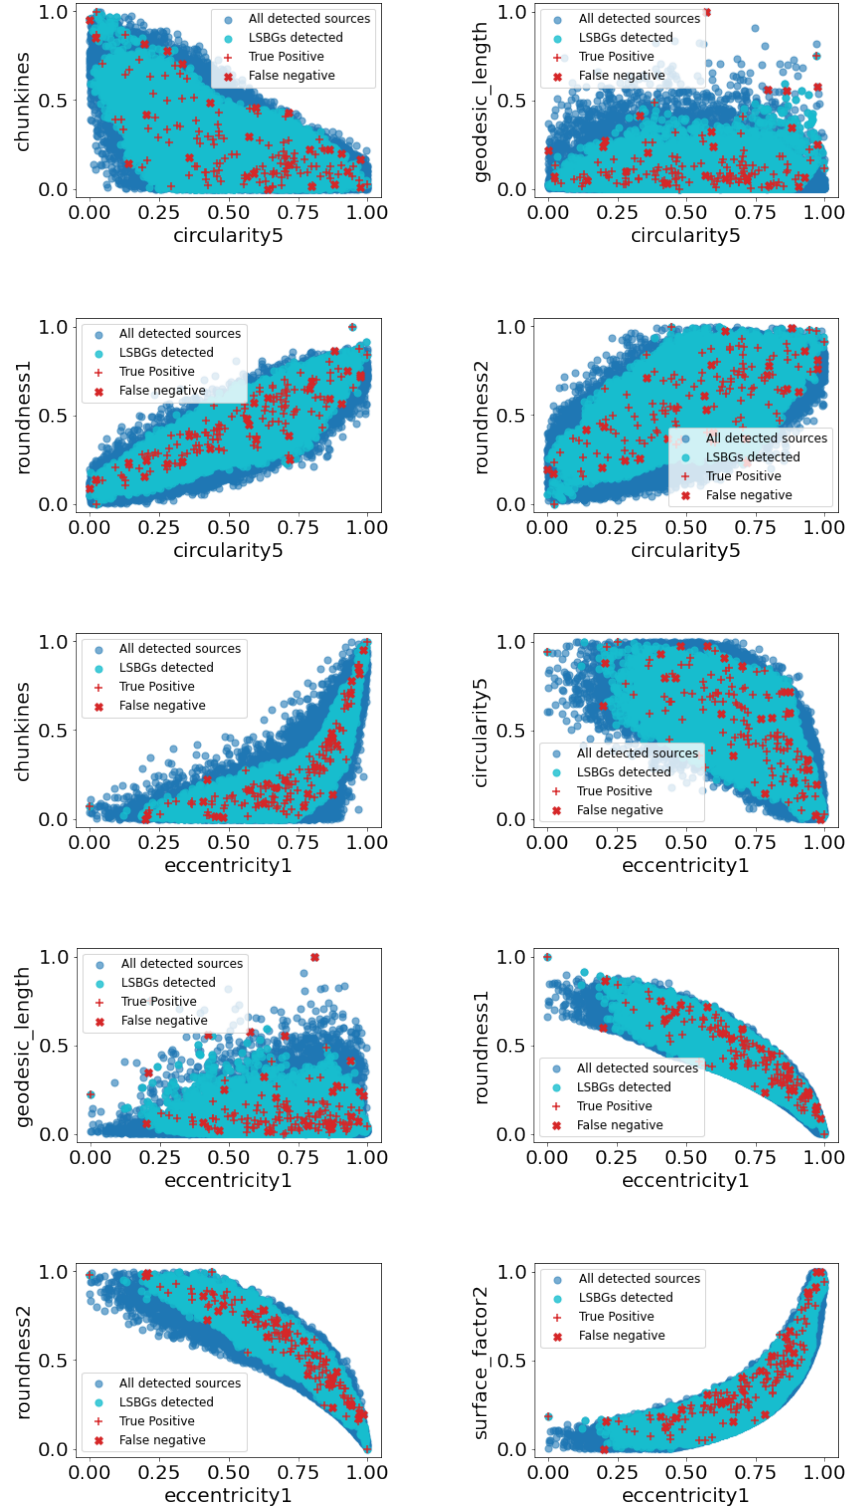 1.0
0.5
0.0
chunkines
All detected sources
LSBGs detected
True Positive
False negative
0.00 0.25 0.50 0.75 1.00
circularity5
1.0
0.5
0.0
geodesic_length
All detected sources
LSBGs detected
True Positive
False negative
0.00 0.25 0.50 0.75 1.00
circularity5
1.0
0.5
0.0
roundness1
All detected sources
LSBGs detected
True Positive
False negative
0.00 0.25 0.50 0.75 1.00
circularity5
1.0
0.5
0.0
roundness2
All detected sources
LSBGs detected
True Positive
False negative
0.00 0.25 0.50 0.75 1.00
circularity5
1.0
0.5
0.0
chunkines
All detected sources
LSBGs detected
True Positive
False negative
0.00 0.25 0.50 0.75 1.00
eccentricity1
1.0
0.5
0.0
circularity5
All detected sources
LSBGs detected
True Positive
False negative
0.00 0.25 0.50 0.75 1.00
eccentricity1
1.0
0.5
0.0
geodesic_length
All detected sources
LSBGs detected
True Positive
False negative
0.00 0.25 0.50 0.75 1.00
eccentricity1
1.0
0.5
0.0
roundness1
All detected sources
LSBGs detected
True Positive
False negative
0.00 0.25 0.50 0.75 1.00
eccentricity1
1.0
0.5
0.0
roundness2
All detected sources
LSBGs detected
True Positive
False negative
0.00 0.25 0.50 0.75 1.00
eccentricity1
1.0
0.5
0.0
surface_factor2
All detected sources
LSBGs detected
True Positive
False negative
0.00 0.25 0.50 0.75 1.00
eccentricity1